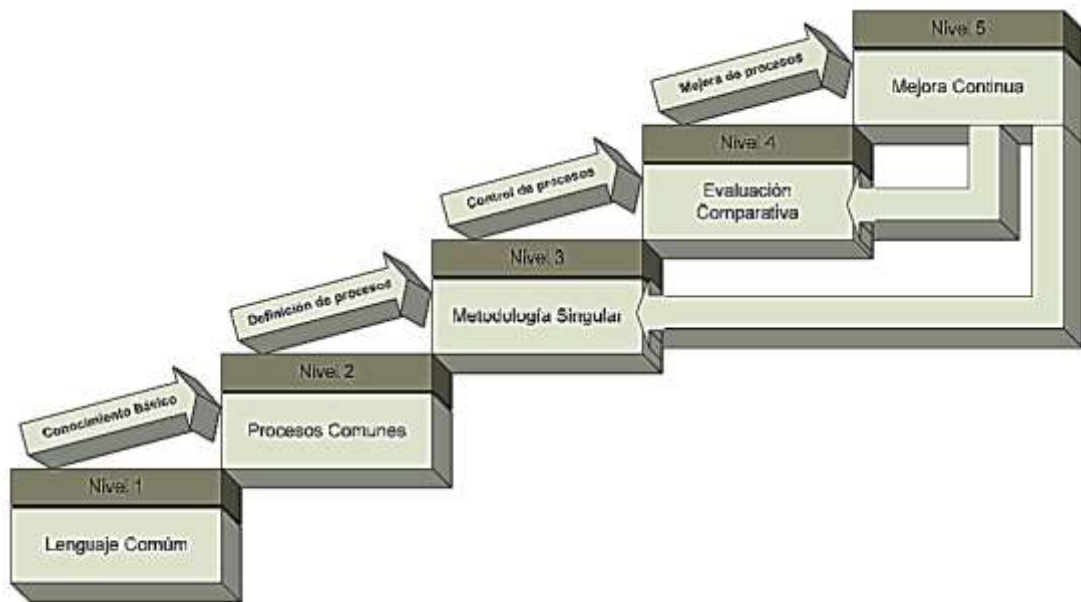 Nivel 5
Mejora Continua
Mejora de procesos
Nivel 4
Evaluación
Comparativa
Control de procesos
Nivel 3
Metodología Singular
Definición de procesos
Nivel 2
Procesos Comunes
Conocimiento Básico
Nivel 1
Lenguaje Comúm